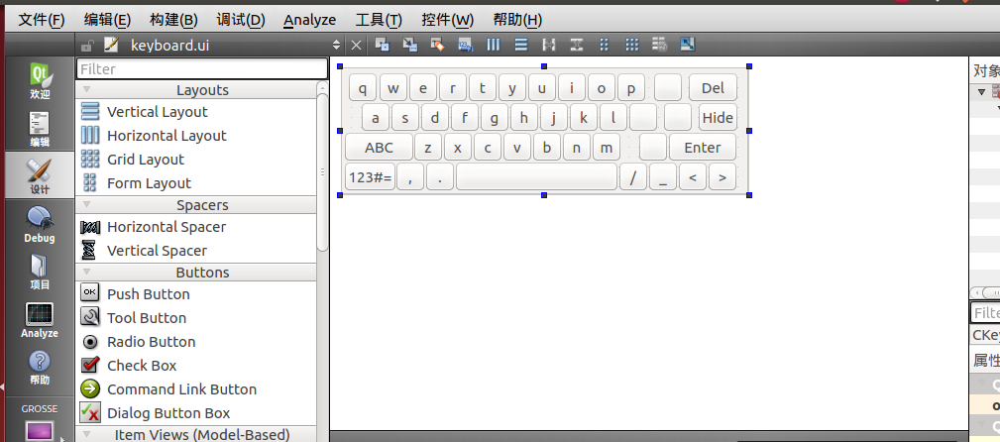 文件(F) 编辑(E) 构建(B) 调试(D) Analyze 工具(T) 控件(W) 帮助(H)
keyboard.ui
欢迎
编辑
设计
Debug
项目
Analyze
帮助
GROSSE
Filter
Layouts
Vertical Layout
Horizontal Layout
Grid Layout
Form Layout
Spacers
Horizontal Spacer
Vertical Spacer
Buttons
OK Push Button
Tool Button
Radio Button
Check Box
Command Link Button
Dialog Button Box
Item Views (Model-Based)
q w e r t y u i o p Del
a s d f g h j k l Hide
ABC z x c v b n m Enter
123#= , . / _ < >
对象
Filte
CKey
属性